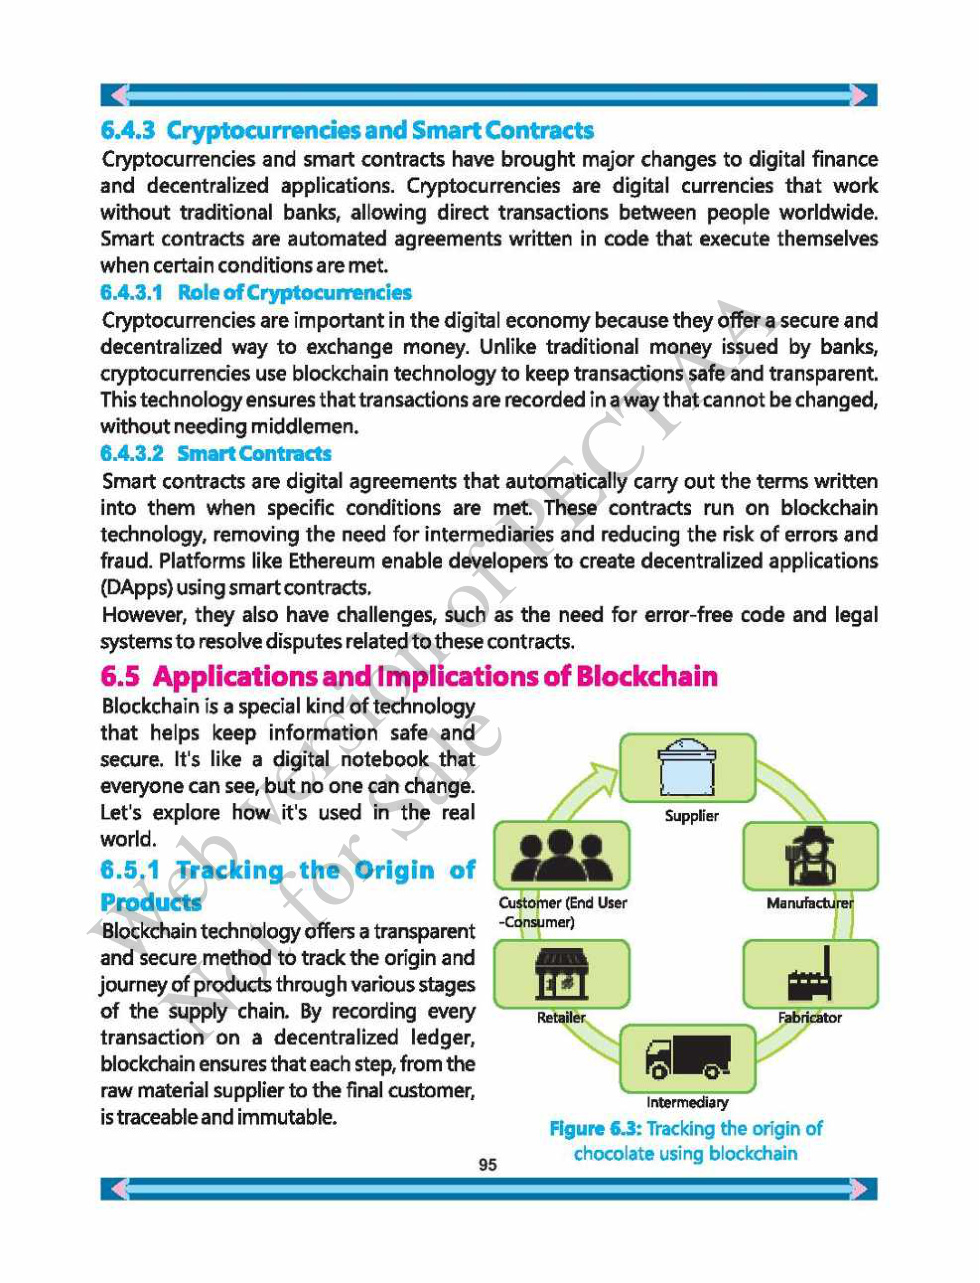 6.4.3 Cryptocurrencies and Smart Contracts
Cryptocurrencies and smart contracts have brought major changes to digital finance
and decentralized applications. Cryptocurrencies are digital currencies that work
without traditional banks, allowing direct transactions between people worldwide.
Smart contracts are automated agreements written in code that execute themselves
when certain conditions are met.
6.4.3.1 Role of Cryptocurrencies
Cryptocurrencies are important in the digital economy because they offer a secure and
decentralized way to exchange money. Unlike traditional money issued by banks,
cryptocurrencies use blockchain technology to keep transactions safe and transparent.
This technology ensures that transactions are recorded in a way that cannot be changed,
without needing middlemen.
6.4.3.2 Smart Contracts
Smart contracts are digital agreements that automatically carry out the terms written
into them when specific conditions are met. These contracts run on blockchain
technology, removing the need for intermediaries and reducing the risk of errors and
fraud. Platforms like Ethereum enable developers to create decentralized applications
(DApps) using smart contracts.
However, they also have challenges, such as the need for error-free code and legal
systems to resolve disputes related to these contracts.
6.5 Applications and Implications of Blockchain
Blockchain is a special kind of technology
that helps keep information safe and
secure. It's like a digital notebook that
everyone can see, but no one can change.
Let's explore how it's used in the real
world.
6.5.1 Tracking the Origin of
Products
Blockchain technology offers a transparent
and secure method to track the origin and
journey of products through various stages
of the supply chain. By recording every
transaction on a decentralized ledger,
blockchain ensures that each step, from the
raw material supplier to the final customer,
is traceable and immutable.
Supplier
Customer (End User
-Consumer)
Manufacturer
Retailer
Fabricator
Intermediary
Figure 6.3: Tracking the origin of
chocolate using blockchain
95
Web version of PECTAA
Not for Sale